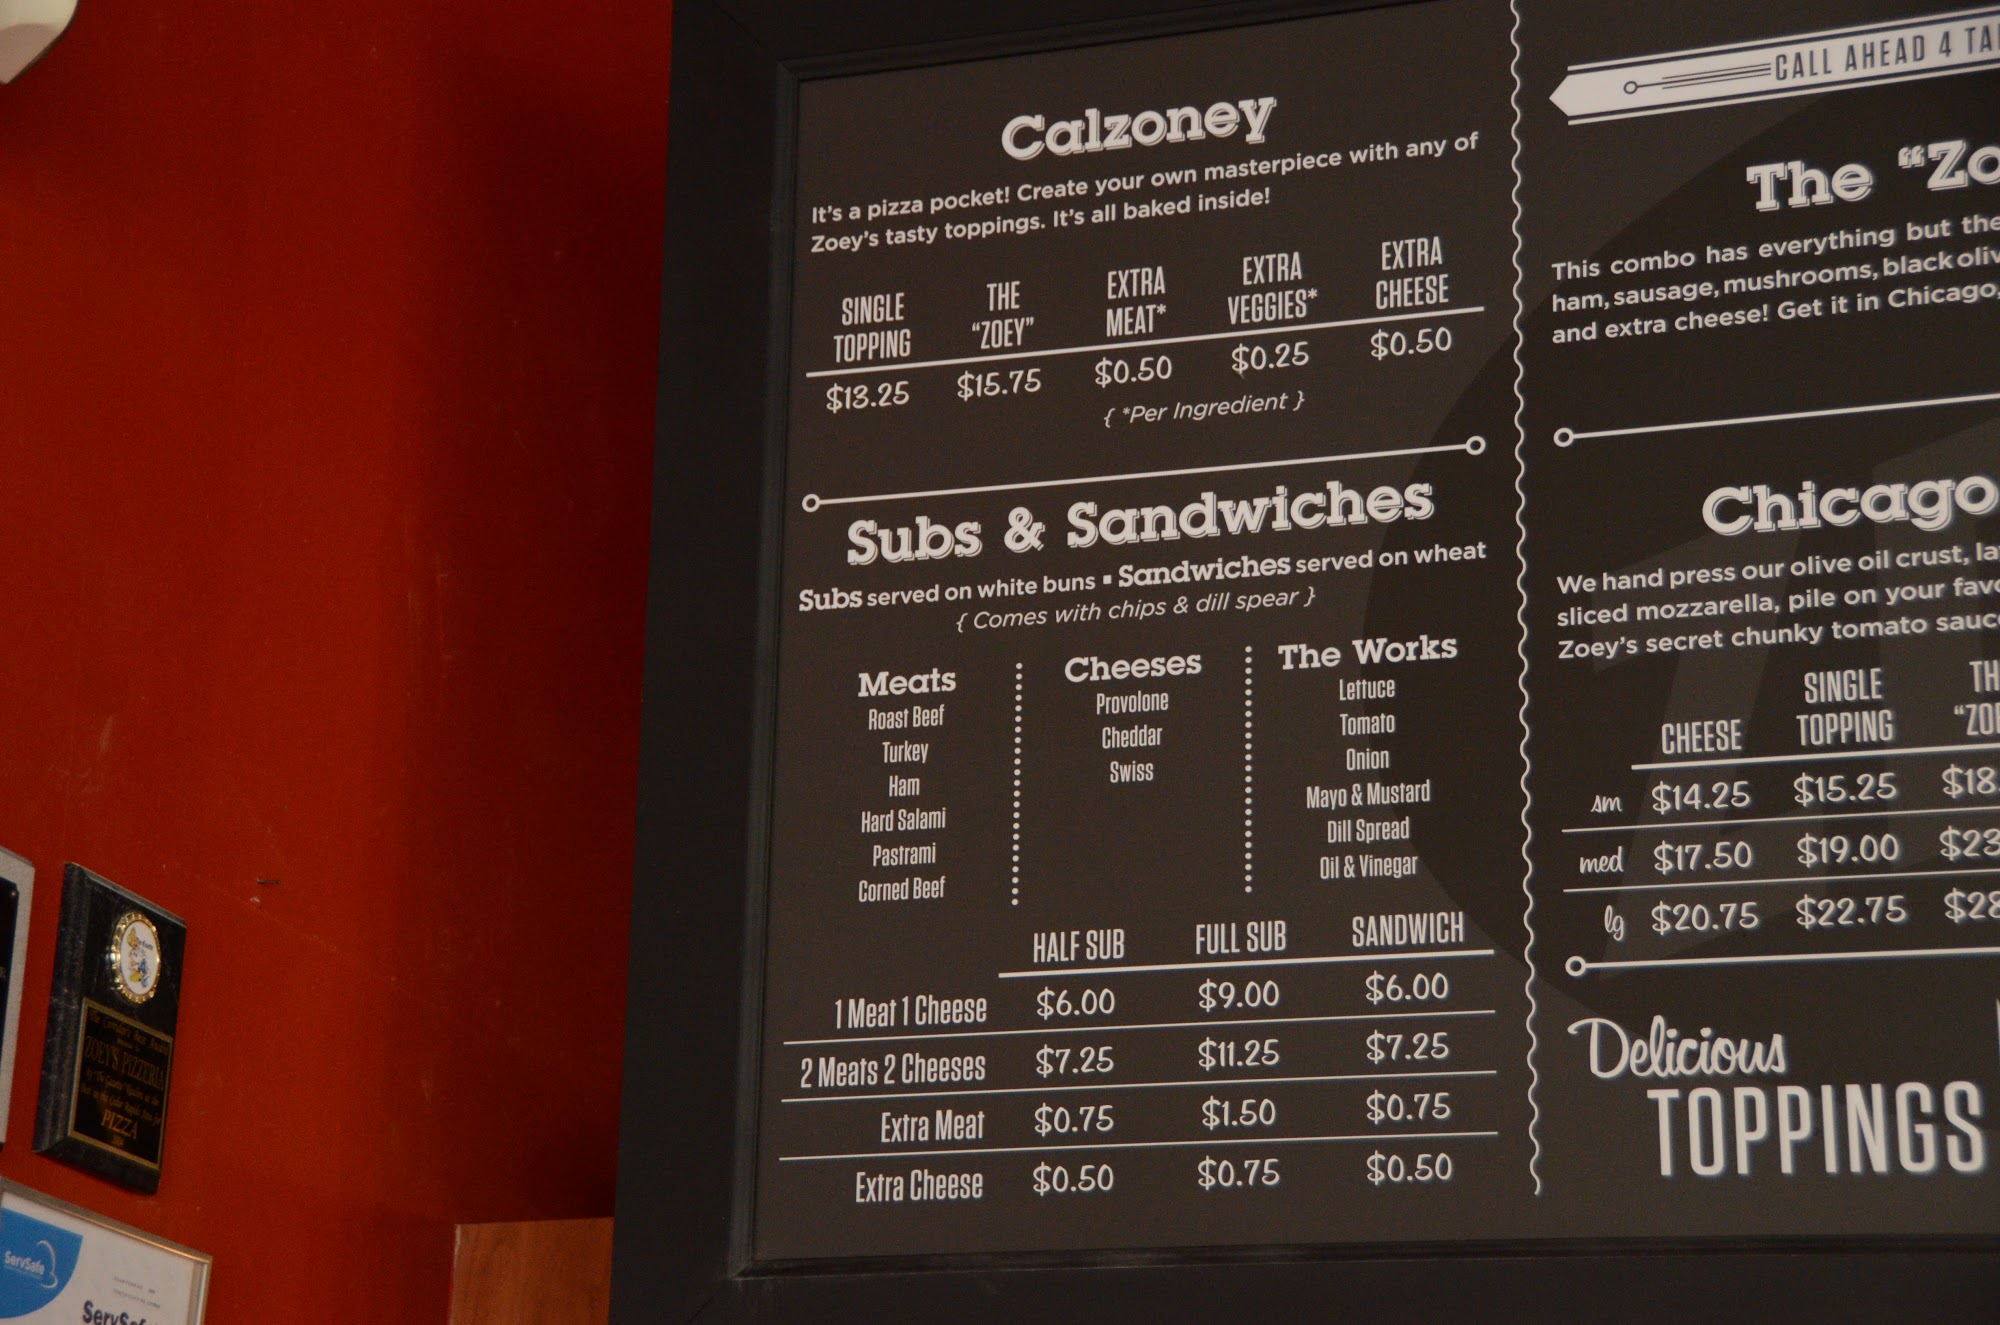 Calzoney
It's a pizza pocket! Create your own masterpiece with any of
Zoey's tasty toppings. It's all baked inside!
SINGLE TOPPING THE "ZOEY" EXTRA MEAT* EXTRA VEGGIES* EXTRA CHEESE
$13.25 $15.75 $0.50 $0.25 $0.50
{ *Per Ingredient }
Subs & Sandwiches
Subs served on white buns ▪ Sandwiches served on wheat
{ Comes with chips & dill spear }
Meats
Roast Beef
Turkey
Ham
Hard Salami
Pastrami
Corned Beef
Cheeses
Provolone
Cheddar
Swiss
The Works
Lettuce
Tomato
Onion
Mayo & Mustard
Dill Spread
Oil & Vinegar
HALF SUB FULL SUB SANDWICH
1 Meat 1 Cheese $6.00 $9.00 $6.00
2 Meats 2 Cheeses $7.25 $11.25 $7.25
Extra Meat $0.75 $1.50 $0.75
Extra Cheese $0.50 $0.75 $0.50
CALL AHEAD 4
The "Zo
This combo has everything but the
ham, sausage, mushrooms, black
and extra cheese! Get it in Chicago,
Chicago
We hand press our olive oil crust,
sliced mozzarella, pile on your
Zoey's secret chunky tomato
CHEESE SINGLE TOPPING
sm $14.25 $15.25 $18.
med $17.50 $19.00 $23
lg $20.75 $22.75 $28
Delicious
TOPPINGS
ZOEY'S PIZZERIA
PIZZA
ServSafe